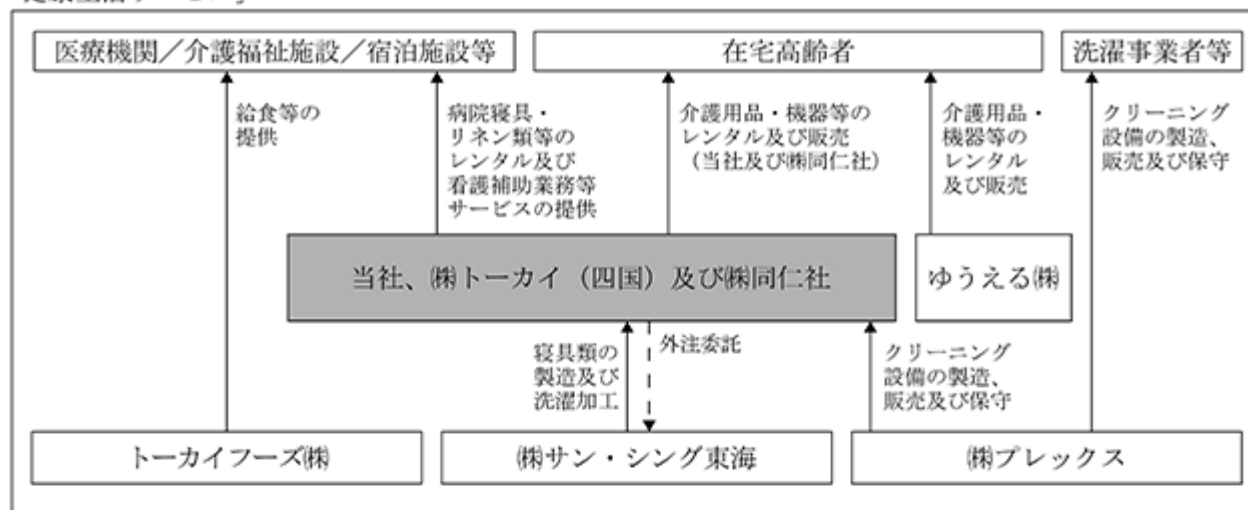 医療機関／介護福祉施設／宿泊施設等
在宅高齢者
洗濯事業者等
給食等の
提供
病院寝具・
リネン類等の
レンタル及び
看護補助業務等
サービスの提供
介護用品・機器等の
レンタル及び販売
（当社及び㈱同仁社）
介護用品・
機器等の
レンタル
及び販売
クリーニング
設備の製造、
販売及び保守
当社、㈱トーカイ（四国）及び㈱同仁社
ゆうえる㈱
寝具類の
製造及び
洗濯加工
外注委託
クリーニング
設備の製造、
販売及び保守
トーカイフーズ㈱
㈱サン・シング東海
㈱プレックス